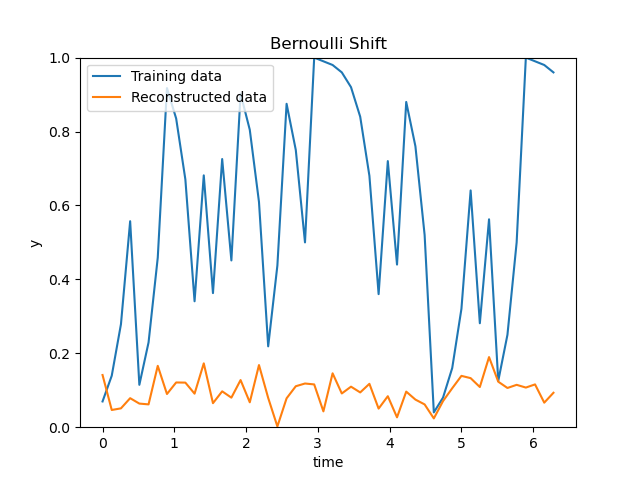 Bernoulli Shift
Training data
Reconstructed data
1.0
0.8
0.6
0.4
0.2
0.0
y
0 1 2 3 4 5 6
time